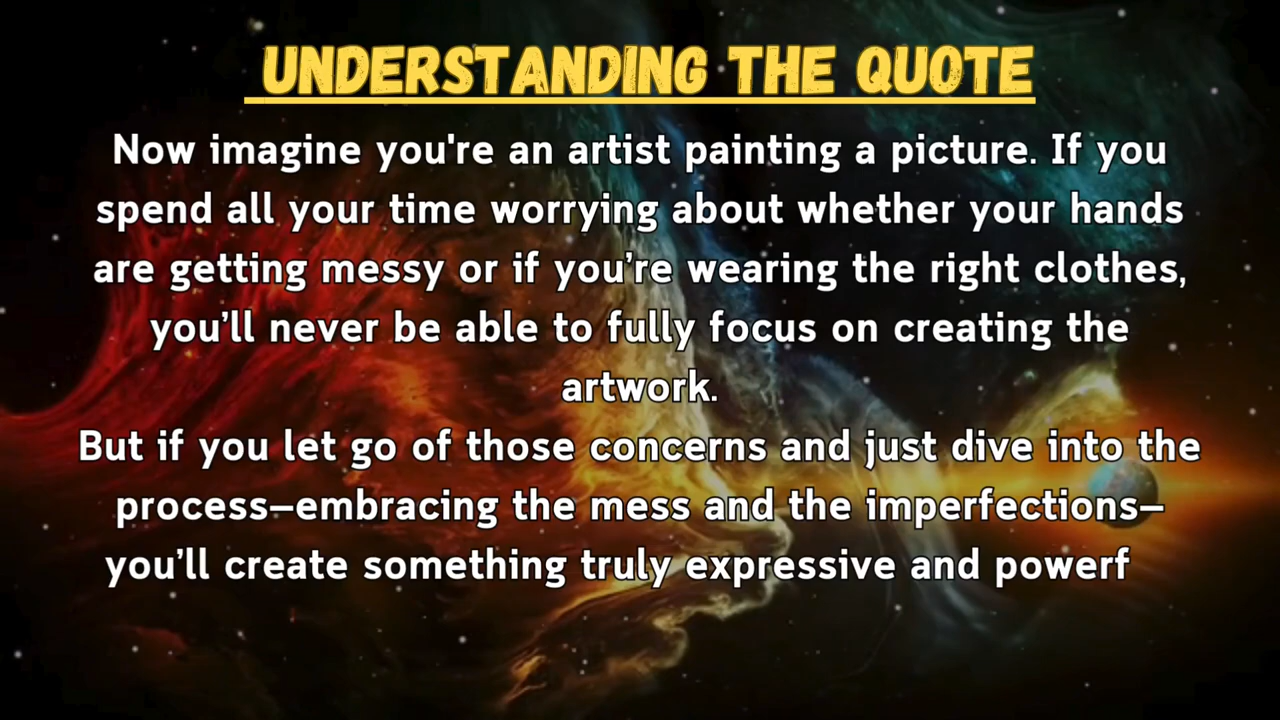 UNDERSTANDING THE QUOTE
Now imagine you're an artist painting a picture. If you
spend all your time worrying about whether your hands
are getting messy or if you’re wearing the right clothes,
you’ll never be able to fully focus on creating the
artwork.
But if you let go of those concerns and just dive into the
process—embracing the mess and the imperfections—
you’ll create something truly expressive and powerf